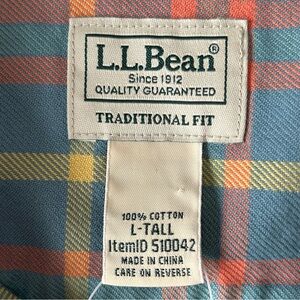 L.L.Bean®
Since 1912
QUALITY GUARANTEED
TRADITIONAL FIT
100% COTTON
L-TALL
ItemID 510042
MADE IN CHINA
CARE ON REVERSE